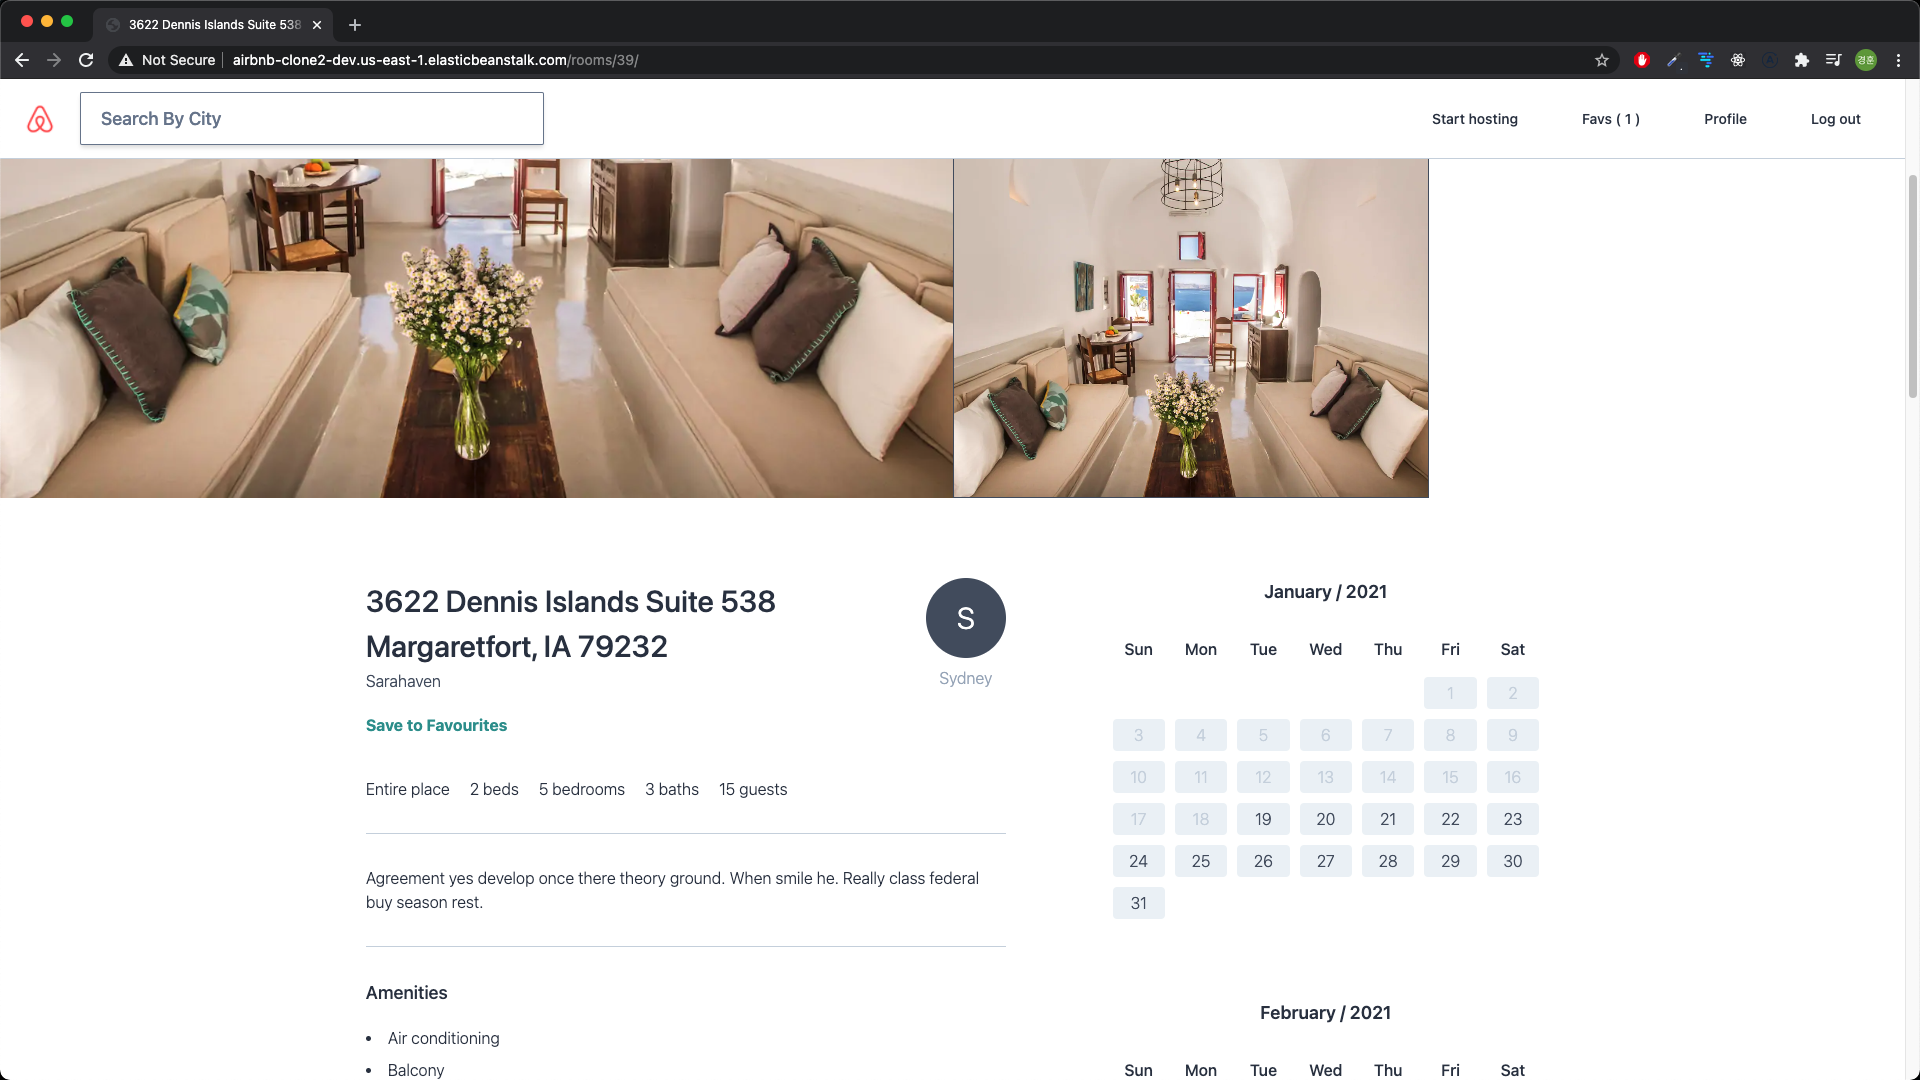 3622 Dennis Islands Suite 538
Not Secure
airbnb-clone2-dev.us-east-1.elasticbeanstalk.com/rooms/39/
경훈
Search By City
Start hosting
Favs ( 1 )
Profile
Log out
3622 Dennis Islands Suite 538
Margaretfort, IA 79232
Sarahaven
S
Sydney
Save to Favourites
Entire place 2 beds 5 bedrooms 3 baths 15 guests
Agreement yes develop once there theory ground. When smile he. Really class federal
buy season rest.
Amenities
• Air conditioning
• Balcony
January / 2021
Sun Mon Tue Wed Thu Fri Sat
1 2
3 4 5 6 7 8 9
10 11 12 13 14 15 16
17 18 19 20 21 22 23
24 25 26 27 28 29 30
31
February / 2021
Sun Mon Tue Wed Thu Fri Sat